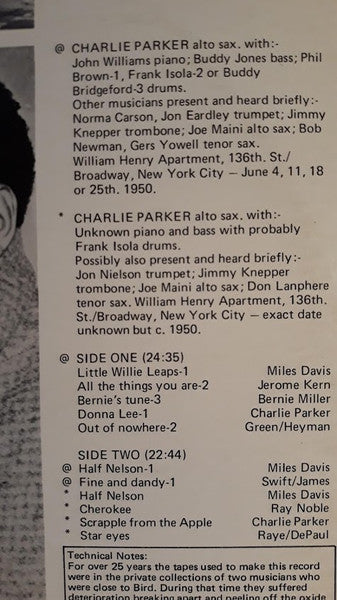 @ CHARLIE PARKER alto sax. with:-
John Williams piano; Buddy Jones bass; Phil
Brown-1, Frank Isola-2 or Buddy
Bridgeford-3 drums.
Other musicians present and heard briefly:-
Norma Carson, Jon Eardley trumpet; Jimmy
Knepper trombone; Joe Maini alto sax; Bob
Newman, Gers Yowell tenor sax.
William Henry Apartment, 136th. St./
Broadway, New York City — June 4, 11, 18
or 25th. 1950.
* CHARLIE PARKER alto sax. with:-
Unknown piano and bass with probably
Frank Isola drums.
Possibly also present and heard briefly:-
Jon Nielson trumpet; Jimmy Knepper
trombone; Joe Maini alto sax; Don Lanphere
tenor sax. William Henry Apartment, 136th.
St./Broadway, New York City — exact date
unknown but c. 1950.
@ SIDE ONE (24:35)
Little Willie Leaps-1 Miles Davis
All the things you are-2 Jerome Kern
Bernie's tune-3 Bernie Miller
Donna Lee-1 Charlie Parker
Out of nowhere-2 Green/Heyman
SIDE TWO (22:44)
@ Half Nelson-1 Miles Davis
@ Fine and dandy-1 Swift/James
* Half Nelson Miles Davis
* Cherokee Ray Noble
* Scrapple from the Apple Charlie Parker
* Star eyes Raye/DePaul
Technical Notes:
For over 25 years the tapes used to make this record
were in the private collections of two musicians who
were close to Bird. During that time they suffered
deterioration breaking apart and peeling off the oxide